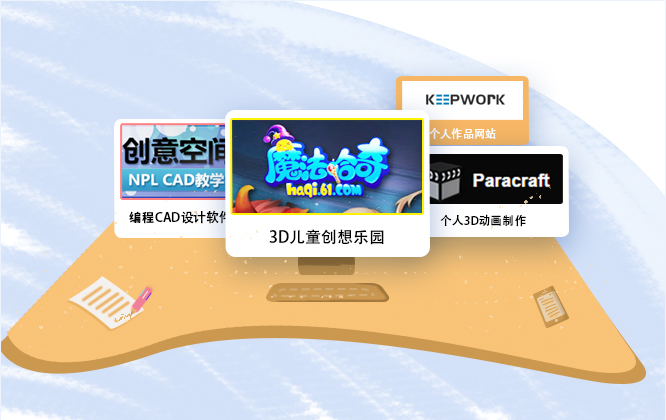 KEEPWORK
个人作品网站
创意空间
NPL CAD教学
编程CAD设计软件
魔法哈奇
haqi.61.com
3D儿童创想乐园
Paracraft
个人3D动画制作